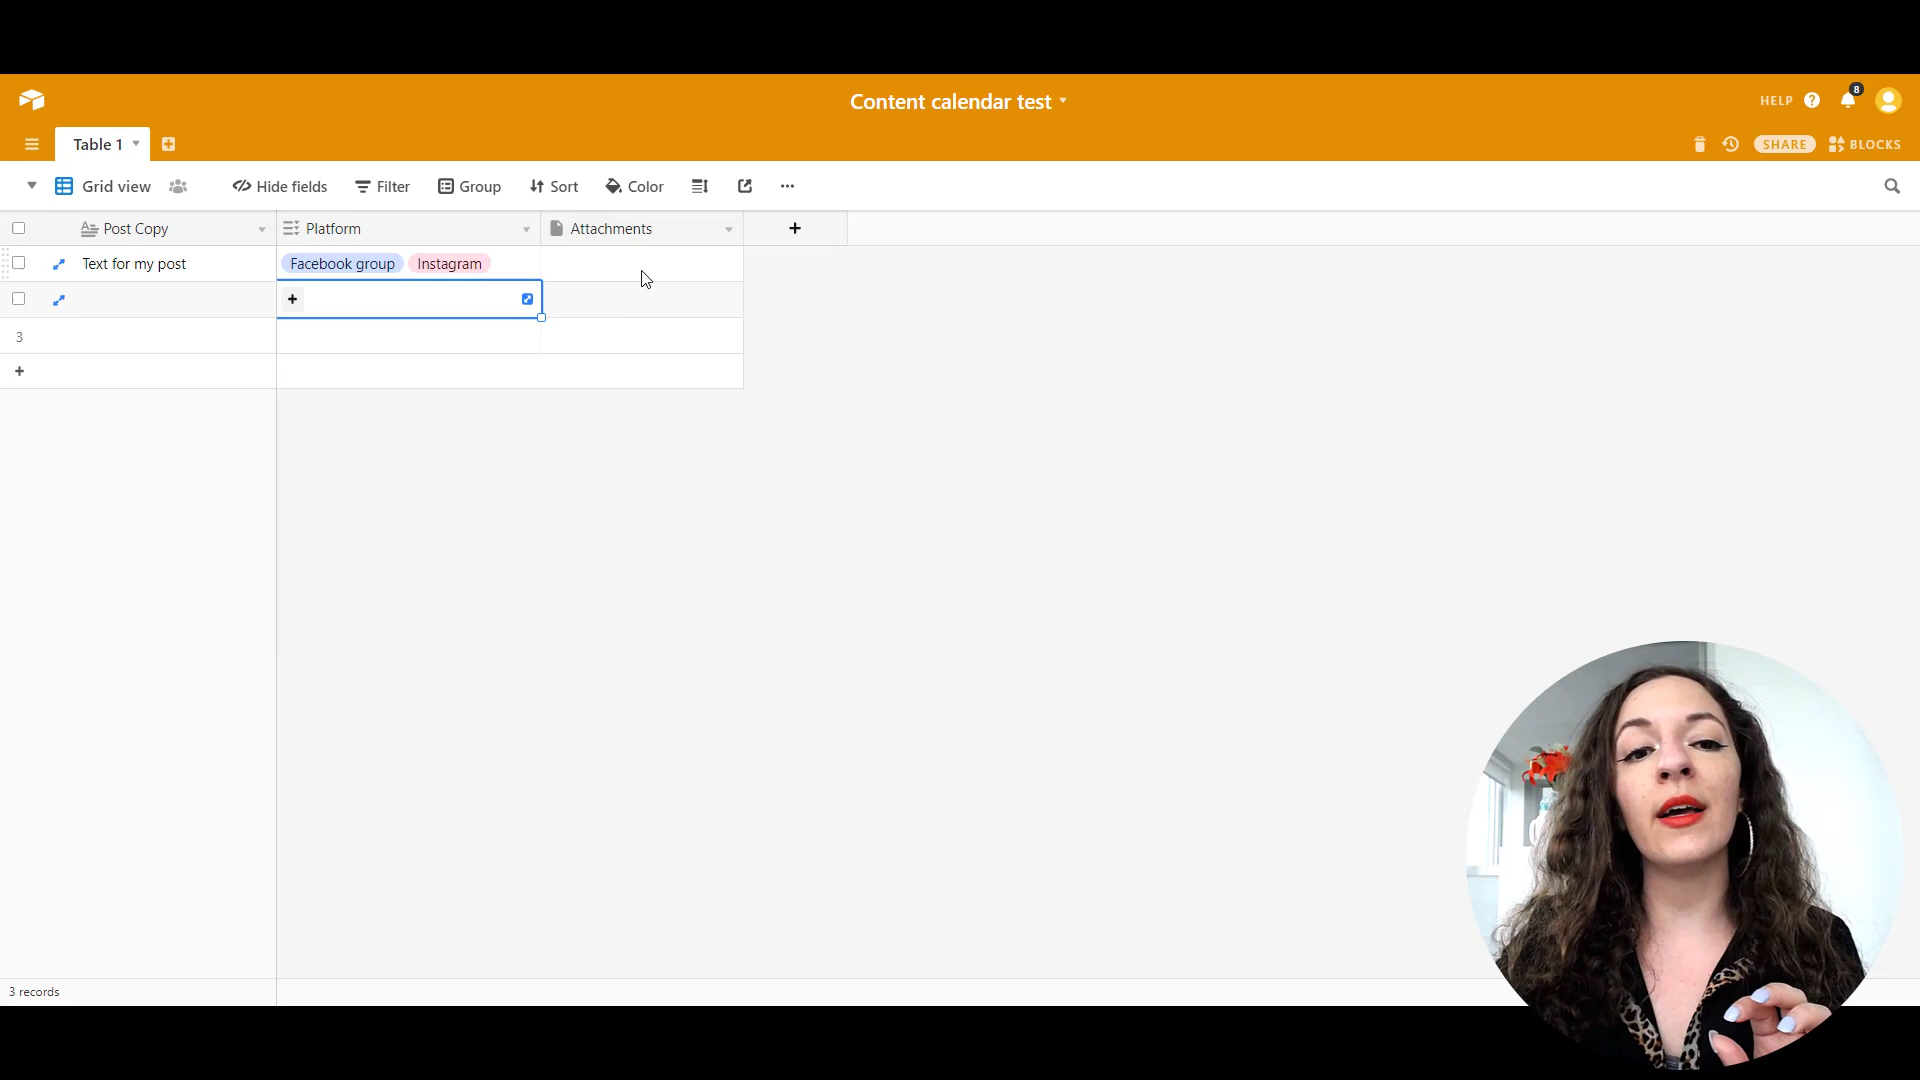 Content calendar test
HELP
8
Table 1
SHARE
BLOCKS
Grid view
Hide fields
Filter
Group
Sort
Color
Post Copy
Platform
Attachments
Text for my post
Facebook group
Instagram
3
3 records